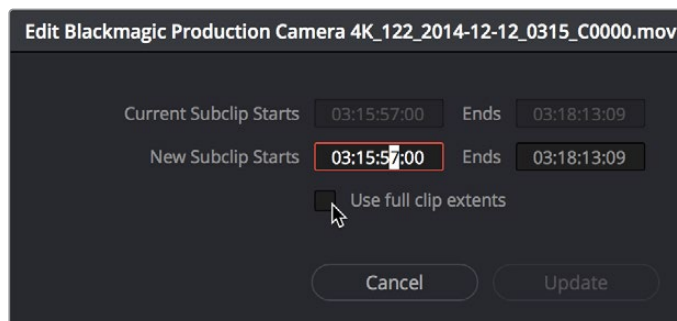 Edit Blackmagic Production Camera 4K_122_2014-12-12_0315_C0000.mov
Current Subclip Starts 03:15:57:00 Ends 03:18:13:09
New Subclip Starts 03:15:57:00 Ends 03:18:13:09
Use full clip extents
Cancel Update